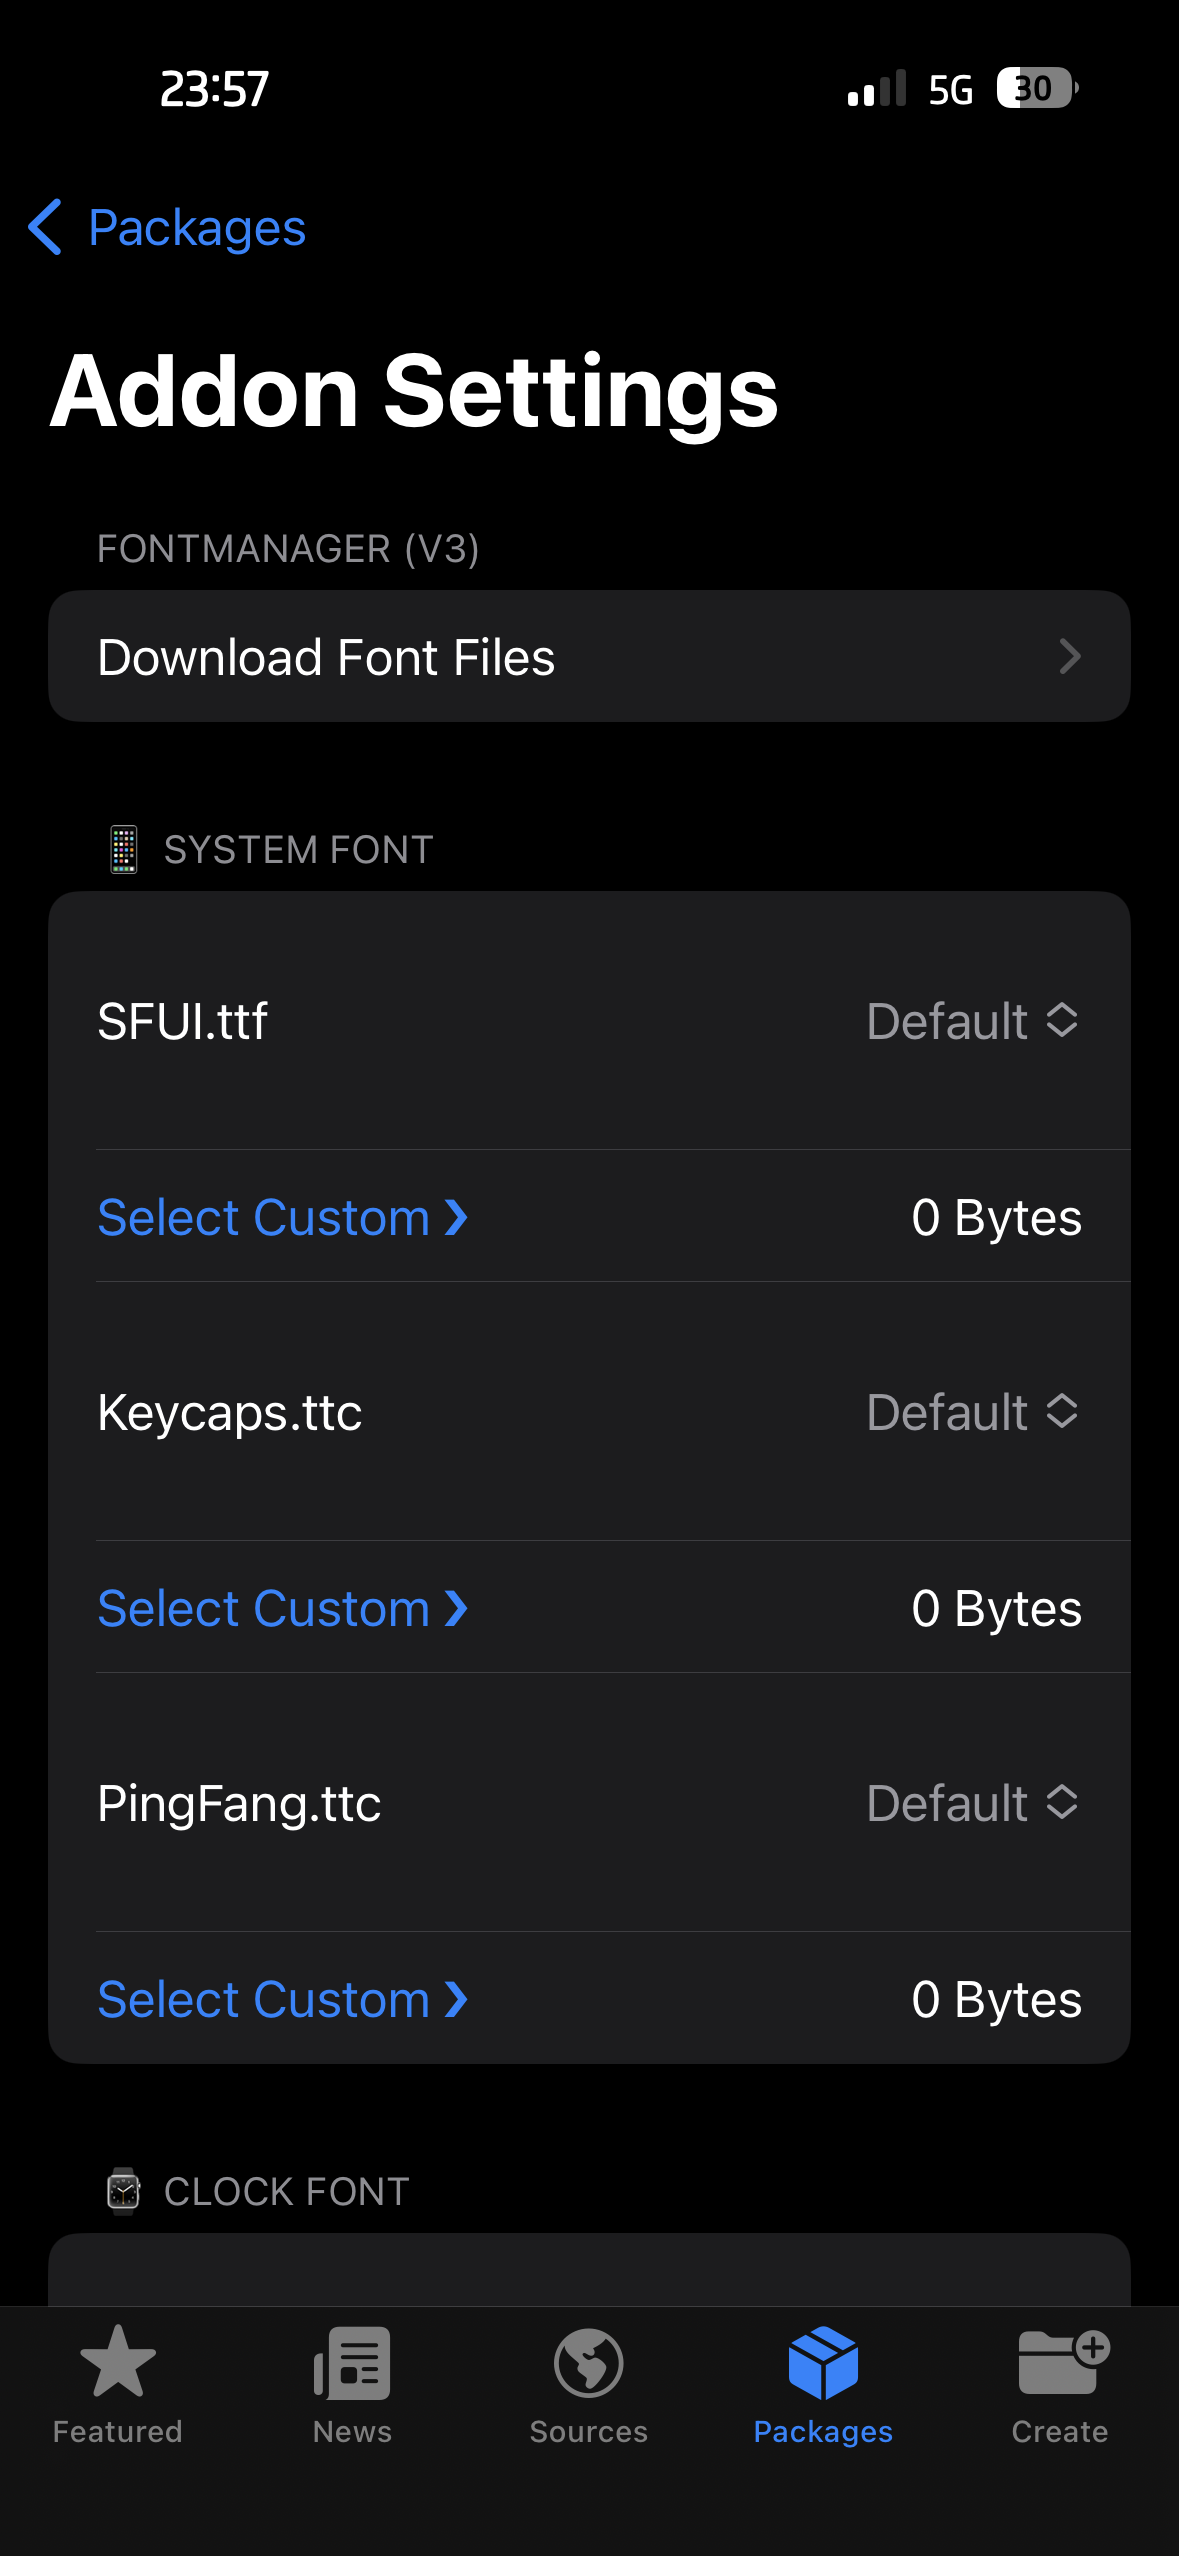 23:57
5G
30
Packages
Addon Settings
FONTMANAGER (V3)
Download Font Files
SYSTEM FONT
SFUI.ttf
Default
Select Custom ❯
0 Bytes
Keycaps.ttc
Default
Select Custom ❯
0 Bytes
PingFang.ttc
Default
Select Custom ❯
0 Bytes
CLOCK FONT
Featured
News
Sources
Packages
Create